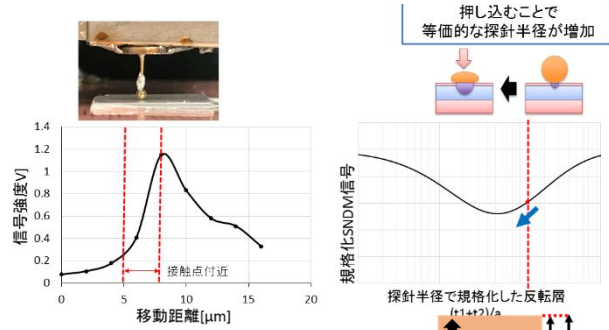 押し込むことで
等価的な探針半径が増加
1.4
1.2
1
0.8
0.6
0.4
0.2
0
信号強度V]
接触点付近
0
5
10
15
20
移動距離[μm]
規格化SNDM信号
探針半径で規格化した反転層
(t1+t2)/a